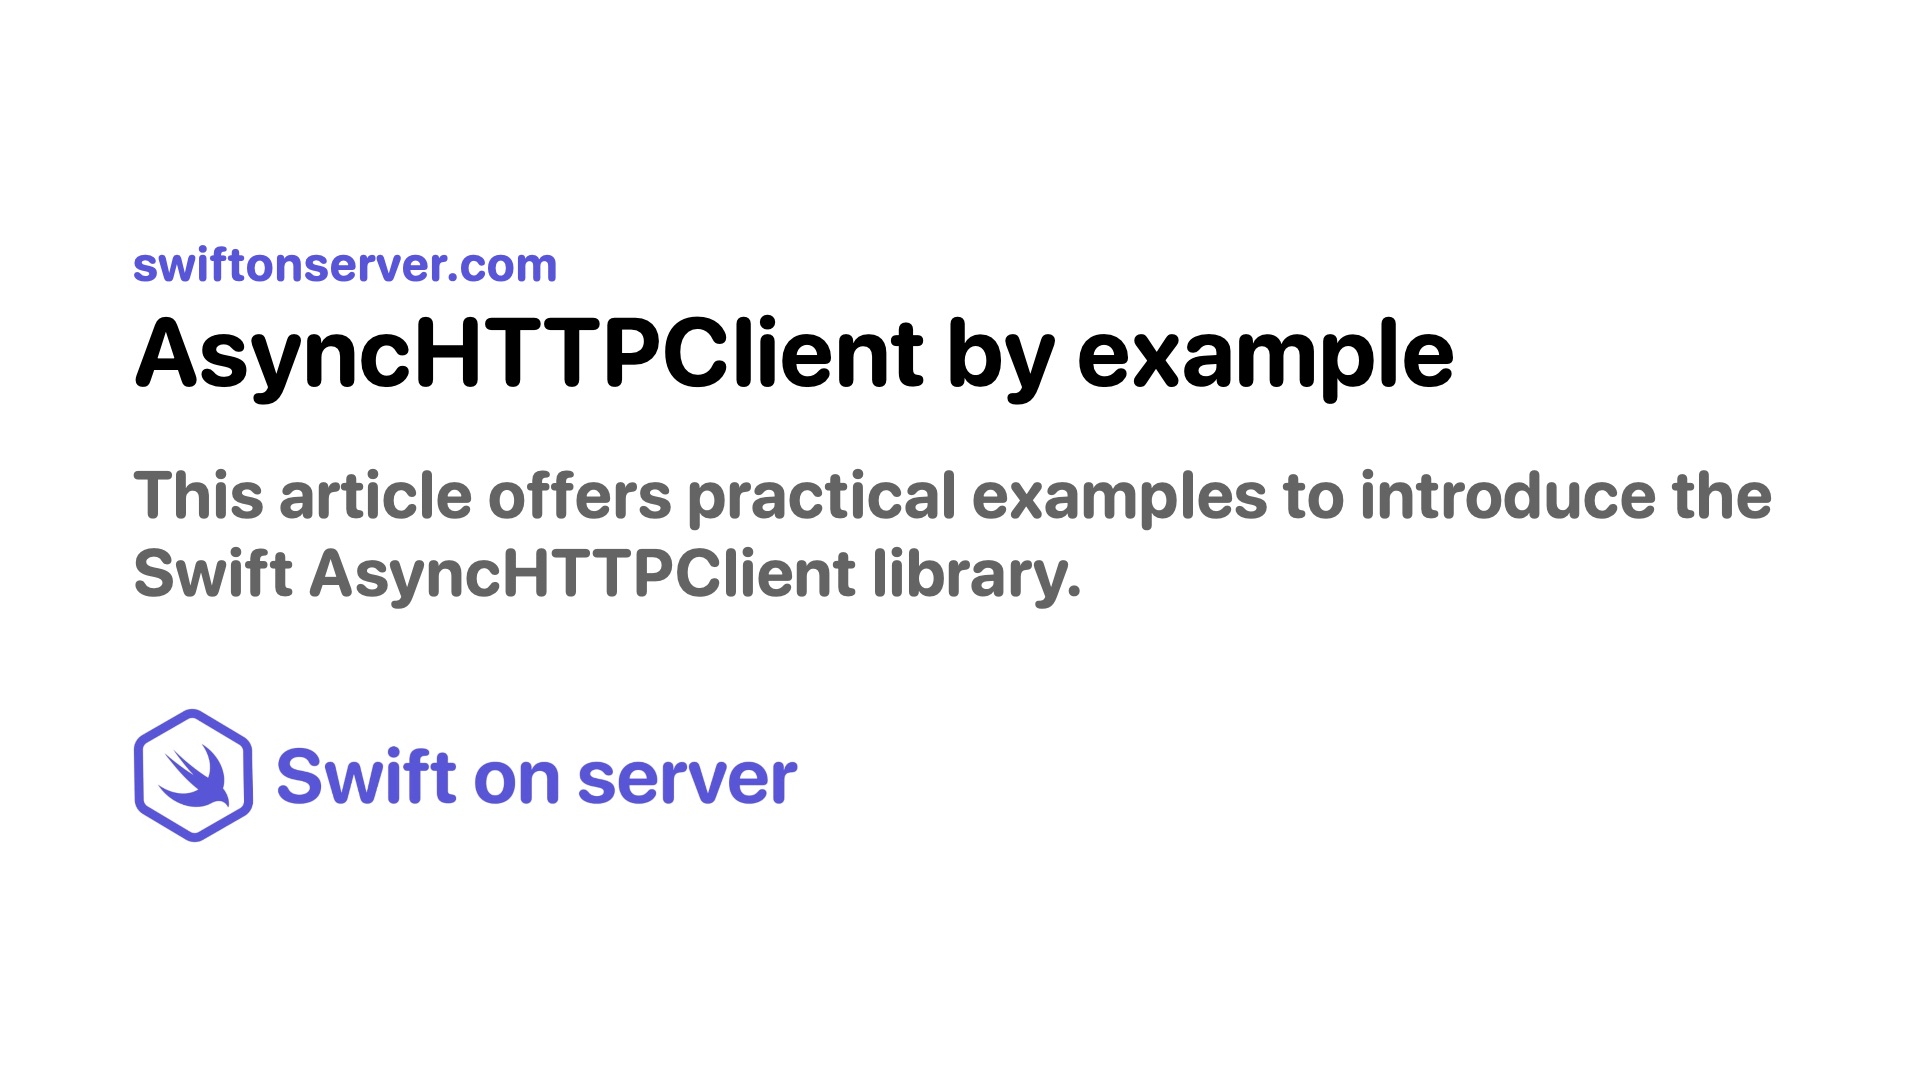 swiftonserver.com
AsyncHTTPClient by example
This article offers practical examples to introduce the
Swift AsyncHTTPClient library.
Swift on server